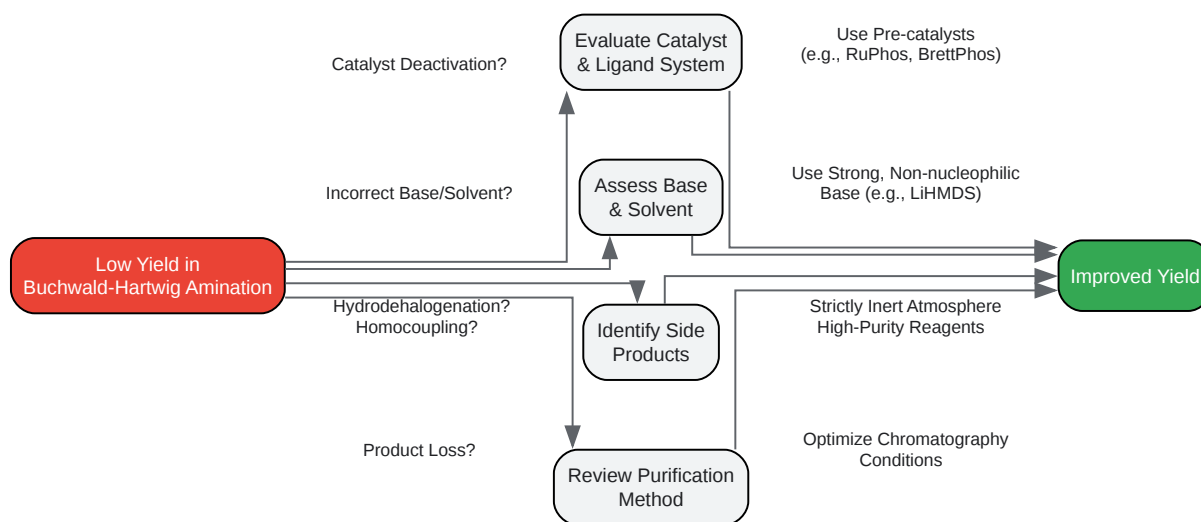 Catalyst Deactivation?
Evaluate Catalyst
& Ligand System
Use Pre-catalysts
(e.g., RuPhos, BrettPhos)
Incorrect Base/Solvent?
Assess Base
& Solvent
Use Strong, Non-nucleophilic
Base (e.g., LiHMDS)
Low Yield in
Buchwald-Hartwig Amination
Improved Yield
Hydrodehalogenation?
Homocoupling?
Identify Side
Products
Strictly Inert Atmosphere
High-Purity Reagents
Product Loss?
Review Purification
Method
Optimize Chromatography
Conditions